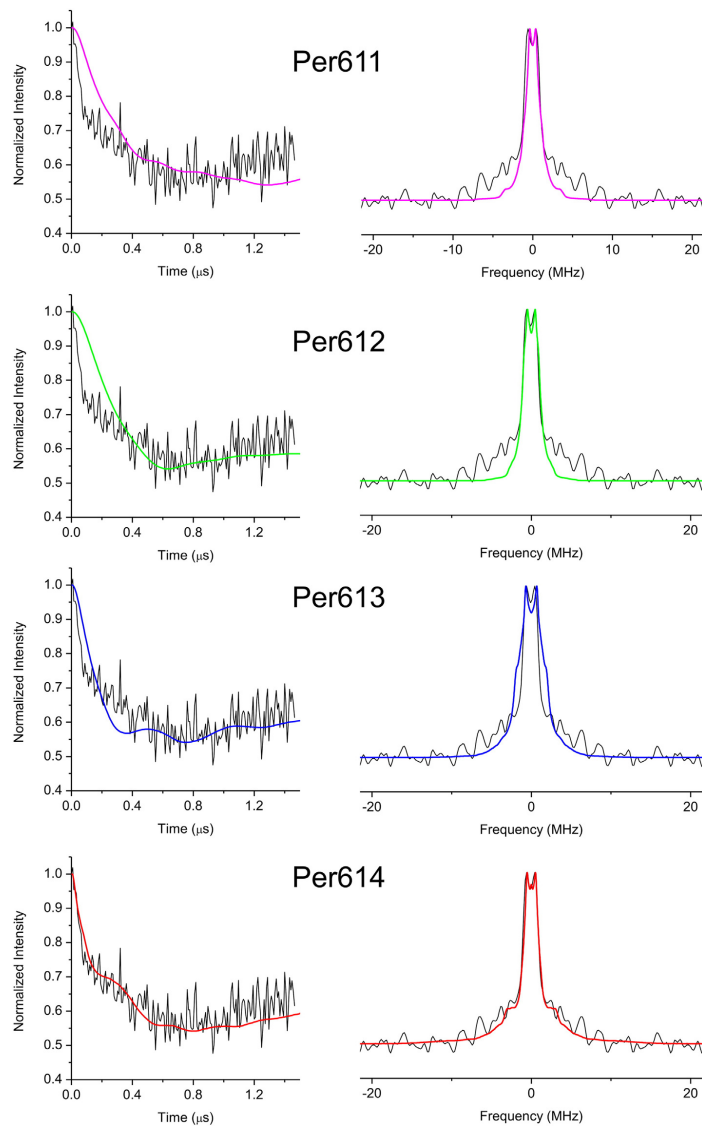 Per611
Normalized Intensity
1.0
0.9
0.8
0.7
0.6
0.5
0.4
0.0 0.4 0.8 1.2
Time (μs)
-20 -10 0 10 20
Frequency (MHz)
Per612
Normalized Intensity
1.0
0.9
0.8
0.7
0.6
0.5
0.4
0.0 0.4 0.8 1.2
Time (μs)
-20 0 20
Frequency (MHz)
Per613
Normalized Intensity
1.0
0.9
0.8
0.7
0.6
0.5
0.4
0.0 0.4 0.8 1.2
Time (μs)
-20 0 20
Frequency (MHz)
Per614
Normalized Intensity
1.0
0.9
0.8
0.7
0.6
0.5
0.4
0.0 0.4 0.8 1.2
Time (μs)
-20 0 20
Frequency (MHz)